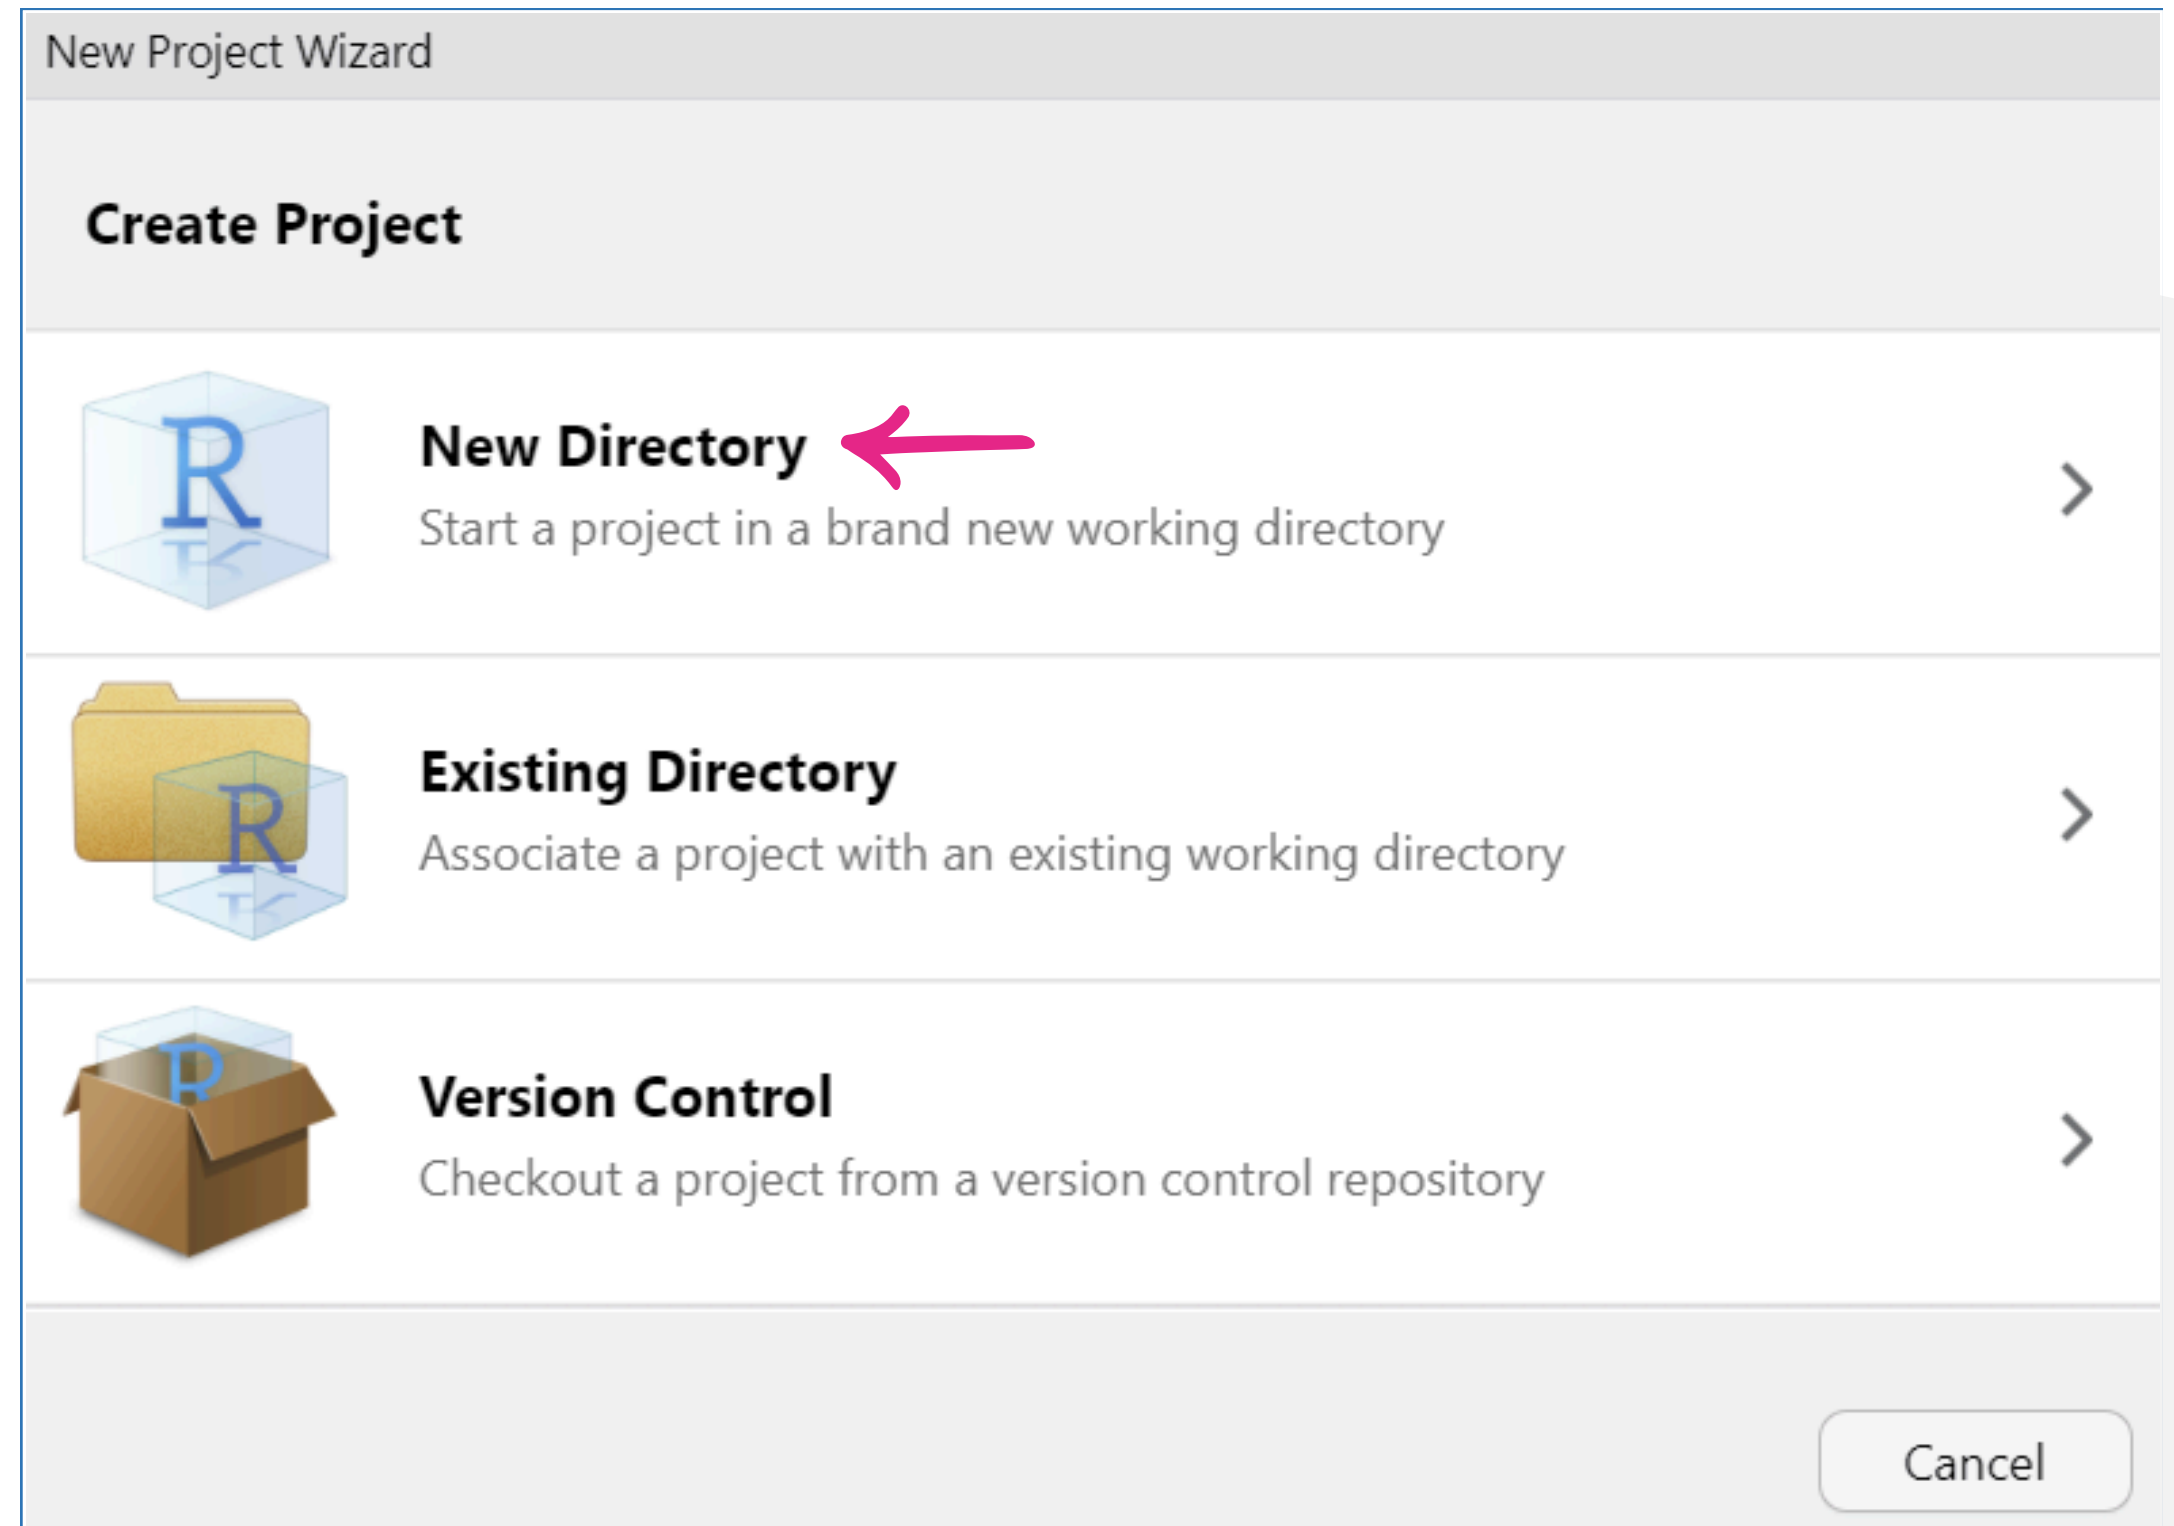 New Project Wizard
Create Project
R
New Directory
Start a project in a brand new working directory
R
Existing Directory
Associate a project with an existing working directory
R
Version Control
Checkout a project from a version control repository
Cancel